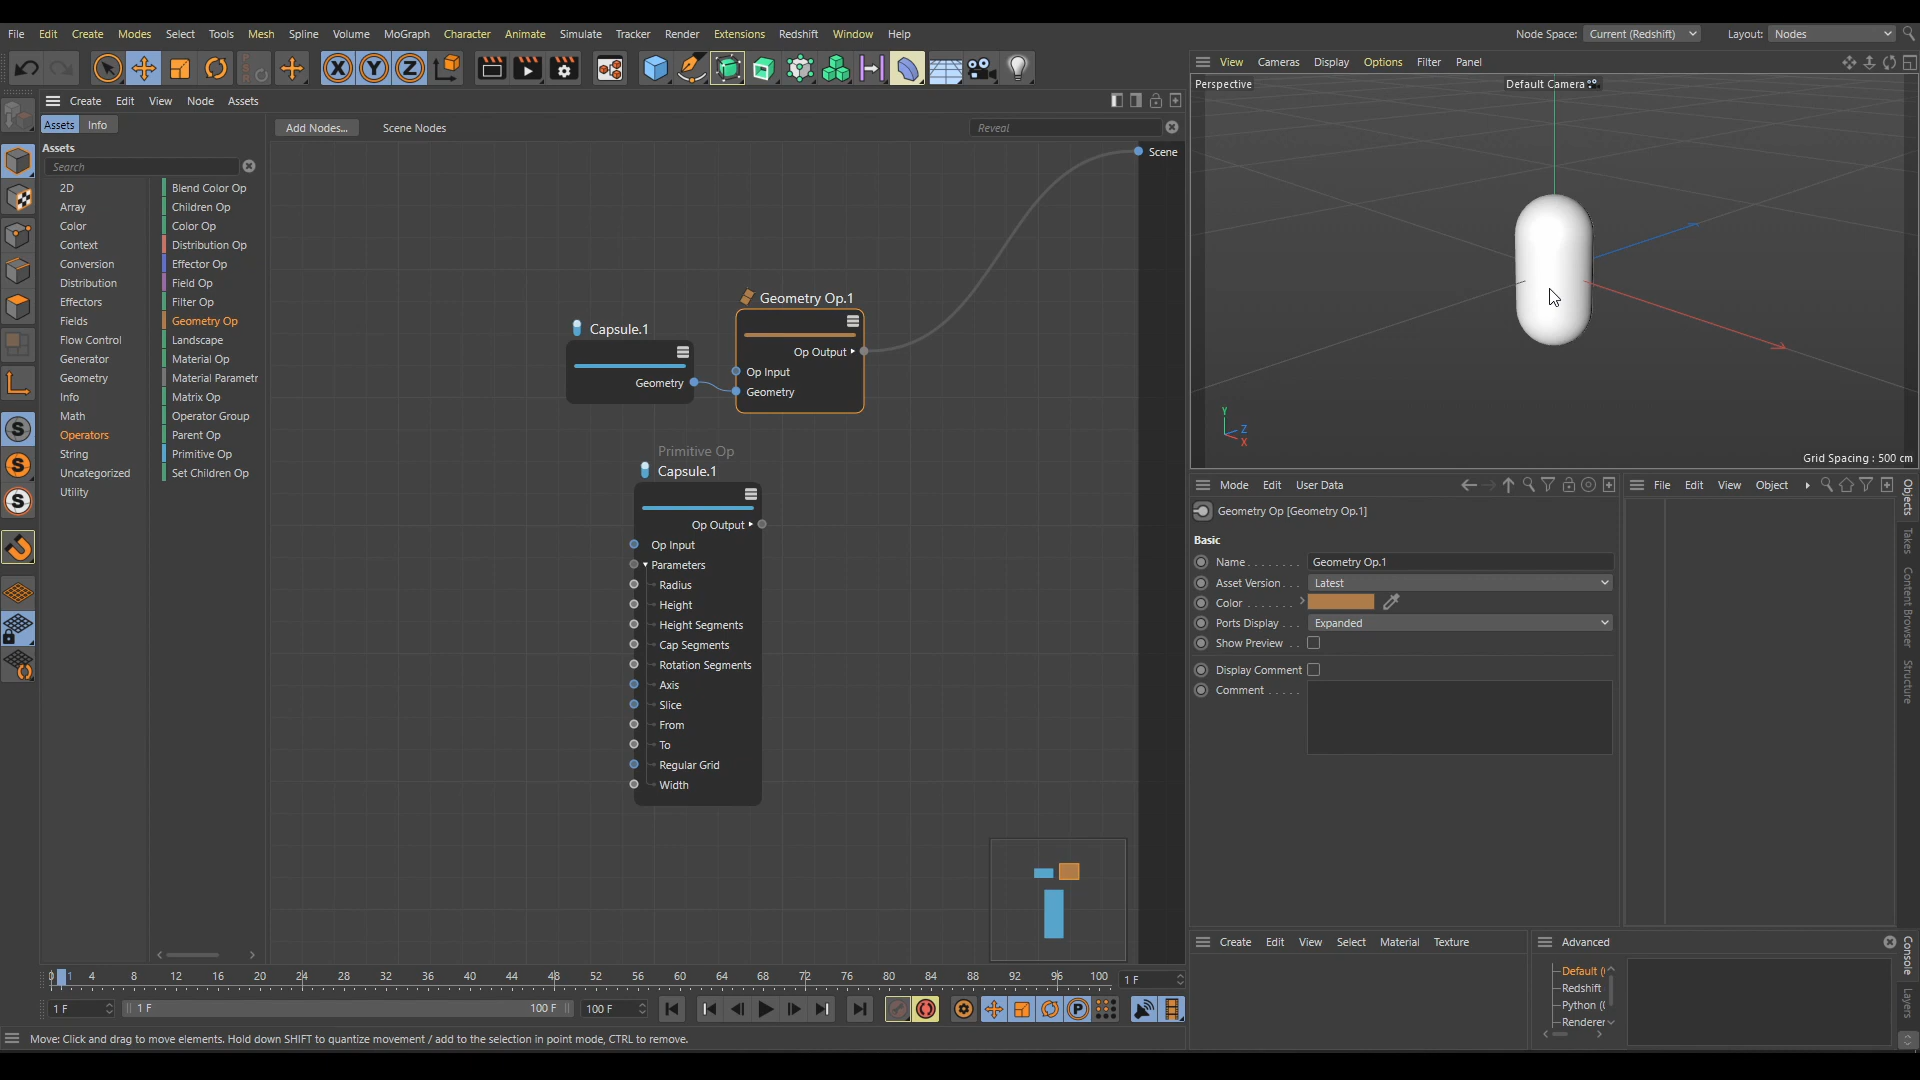 File Edit Create Modes Select Tools Mesh Spline Volume MoGraph Character Animate Simulate Tracker Render Redshift Extensions Window Help Node Space: Current (Redshift) Layout: Nodes
X Y Z
View Cameras Display Options Filter Panel
Perspective Default Camera
Create Edit View Node Assets
Assets Info
Add Nodes... Scene Nodes Reveal
Assets
Search
Scene
2D
Array
Color
Context
Conversion
Distribution
Effectors
Fields
Flow Control
Generator
Geometry
Info
Math
Operators
String
Uncategorized
Utility
Blend Color Op
Children Op
Color Op
Distribution Op
Effector Op
Field Op
Filter Op
Geometry Op
Landscape
Material Op
Material Parametr
Matrix Op
Operator Group
Parent Op
Primitive Op
Set Children Op
Capsule.1
Geometry
Geometry Op.1
Op Output
Op Input
Geometry
Primitive Op
Capsule.1
Op Output
Op Input
Parameters
Radius
Height
Height Segments
Cap Segments
Rotation Segments
Axis
Slice
From
To
Regular Grid
Width
Y
Z
X
Grid Spacing : 500 cm
Mode Edit User Data
Geometry Op [Geometry Op.1]
Basic
Name . . . . . . . . Geometry Op.1
Asset Version . . . Latest
Color . . . . . . . .
Ports Display . . . Expanded
Show Preview . .
Display Comment
Comment . . . . .
File Edit View Object
Objects
Takes
Content Browser
Structure
Create Edit View Select Material Texture
Advanced
Default (
Redshift
Python (
Renderer
Console
Layers
1 4 8 12 16 20 24 28 32 36 40 44 48 52 56 60 64 68 72 76 80 84 88 92 96 100 1 F
1 F 1 F 100 F 100 F
P
Move: Click and drag to move elements. Hold down SHIFT to quantize movement / add to the selection in point mode, CTRL to remove.